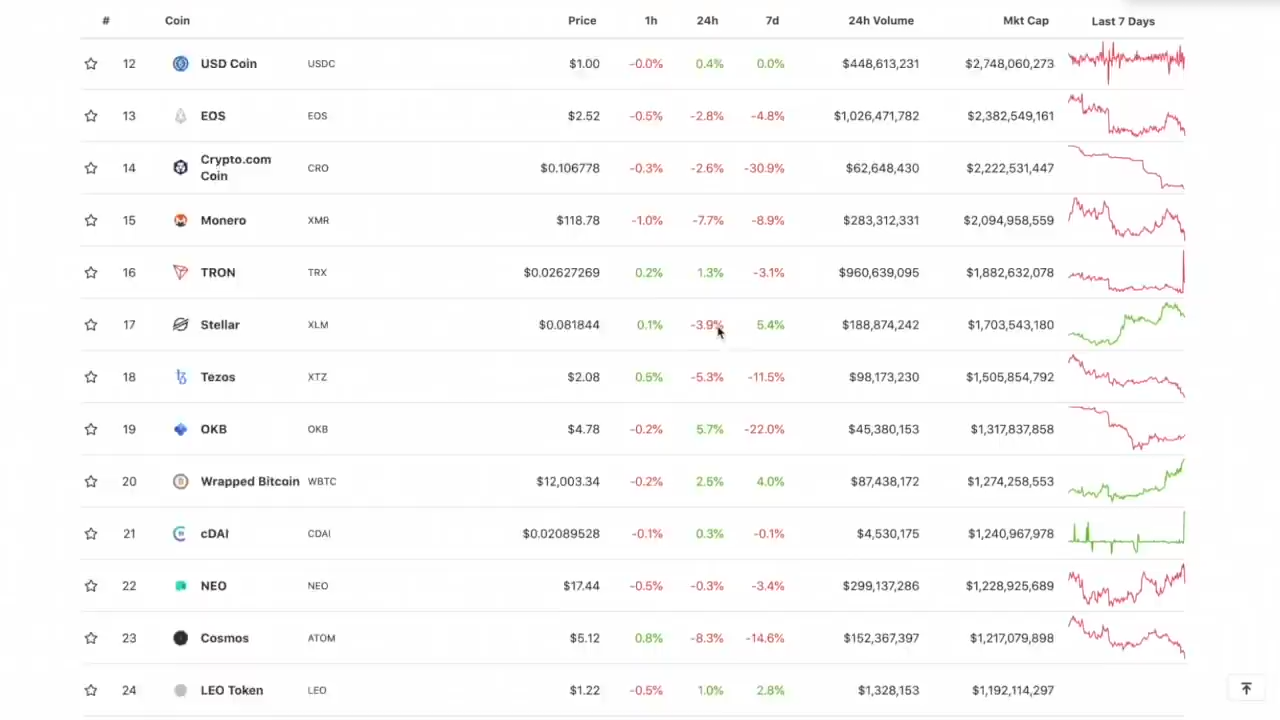 # Coin Price 1h 24h 7d 24h Volume Mkt Cap Last 7 Days
12 USD Coin USDC $1.00 -0.0% 0.4% 0.0% $448,613,231 $2,748,060,273
13 EOS EOS $2.52 -0.5% -2.8% -4.8% $1,026,471,782 $2,382,549,161
14 Crypto.com Coin CRO $0.106778 -0.3% -2.6% -30.9% $62,648,430 $2,222,531,447
15 Monero XMR $118.78 -1.0% -7.7% -8.9% $283,312,331 $2,094,958,559
16 TRON TRX $0.02627269 0.2% 1.3% -3.1% $960,639,095 $1,882,632,078
17 Stellar XLM $0.081844 0.1% -3.9% 5.4% $188,874,242 $1,703,543,180
18 Tezos XTZ $2.08 0.5% -5.3% -11.5% $98,173,230 $1,505,854,792
19 OKB OKB $4.78 -0.2% 5.7% -22.0% $45,380,153 $1,317,837,858
20 Wrapped Bitcoin WBTC $12,003.34 -0.2% 2.5% 4.0% $87,438,172 $1,274,258,553
21 cDAI CDAI $0.02089528 -0.1% 0.3% -0.1% $4,530,175 $1,240,967,978
22 NEO NEO $17.44 -0.5% -0.3% -3.4% $299,137,286 $1,228,925,689
23 Cosmos ATOM $5.12 0.8% -8.3% -14.6% $152,367,397 $1,217,079,898
24 LEO Token LEO $1.22 -0.5% 1.0% 2.8% $1,328,153 $1,192,114,297